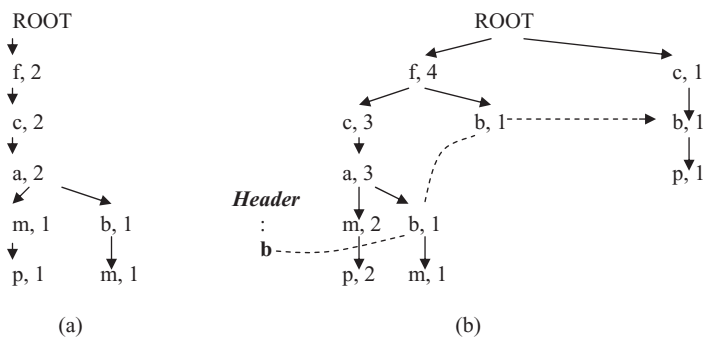 ROOT ROOT
f, 2 f, 4 c, 1
c, 2 c, 3 b, 1 b, 1
a, 2 a, 3 p, 1
Header
m, 1 b, 1 : m, 2 b, 1
b
p, 1 m, 1 p, 2 m, 1
(a) (b)